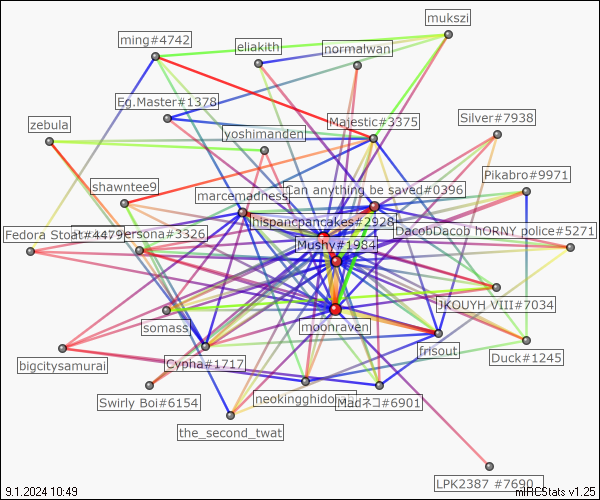 mukszi
ming#4742
eliakith
normalwan
Eg.Master#1378
Majestic#3375
Silver#7938
zebula
yoshimanden
Pikabro#9971
shawntee9
marcemadness
Can anything be saved#0396
hispancpancakes#2928
Fedora Stoat#4479
persona#3326
DacobDacob hORNY police#5271
Mushy#1984
JKOUYH VIII#7034
somass
moonraven
frisout
bigcitysamurai
Cypha#1717
Duck#1245
Swirly Boi#6154
neokingghido
Madネコ#6901
the_second_twat
LPK2387 #7690
9.1.2024 10:49
mIRCStats v1.25